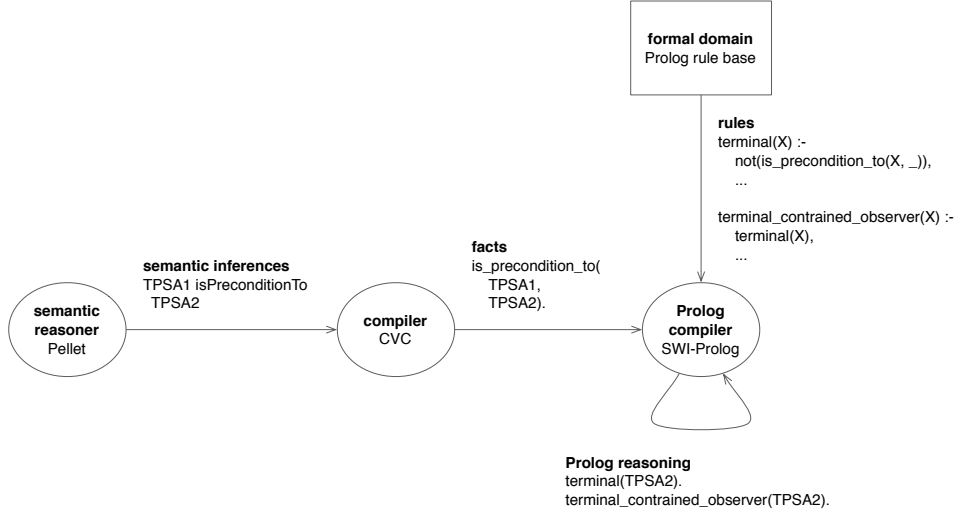 formal domain
Prolog rule base
rules
terminal(X) :-
not(is_precondition_to(X, _)),
...
terminal_contrained_observer(X) :-
terminal(X),
...
semantic inferences
TPSA1 isPreconditionTo
TPSA2
facts
is_precondition_to(
TPSA1,
TPSA2).
semantic
reasoner
Pellet
compiler
CVC
Prolog
compiler
SWI-Prolog
Prolog reasoning
terminal(TPSA2).
terminal_contrained_observer(TPSA2).